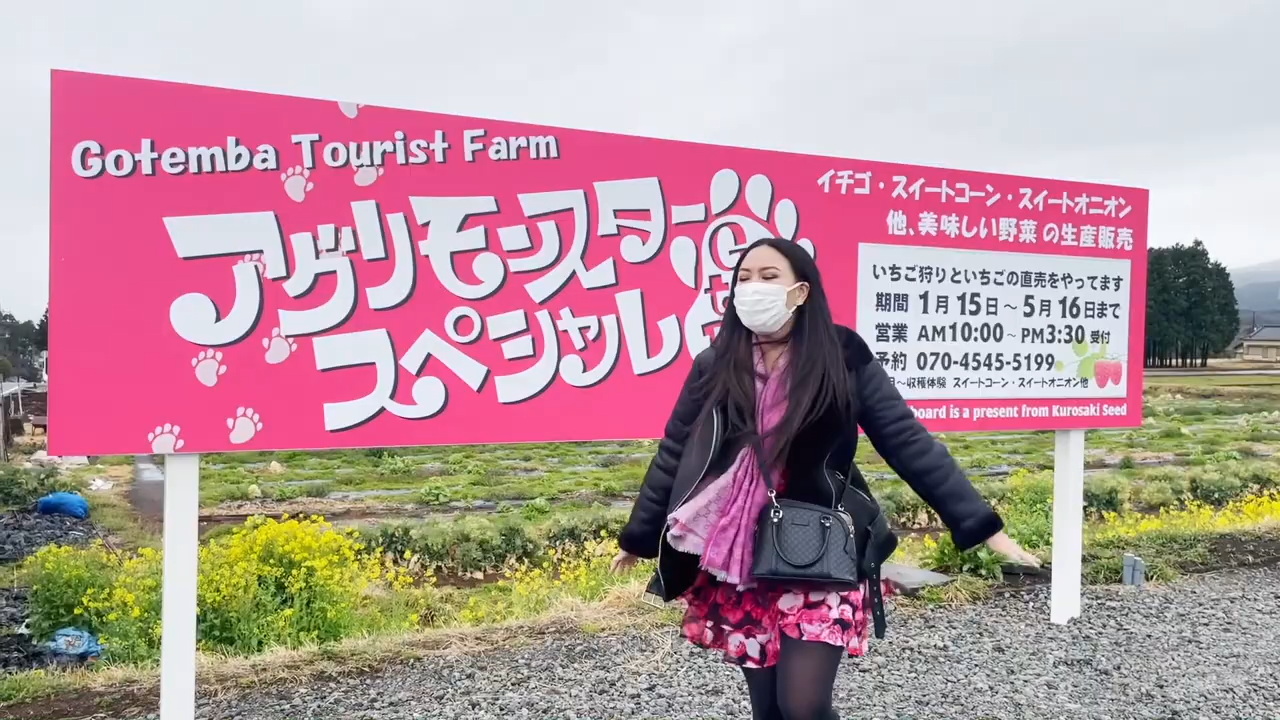 Gotemba Tourist Farm
アグリモンスター
スペシャル
イチゴ・スイートコーン・スイートオニオン
他、美味しい野菜の生産販売
いちご狩りといちごの直売をやってます
期間 1月15日~5月16日まで
営業 AM10:00~PM3:30 受付
予約 070-4545-5199
月~収穫体験 スイートコーン・スイートオニオン他
board is a present from Kurosaki Seed